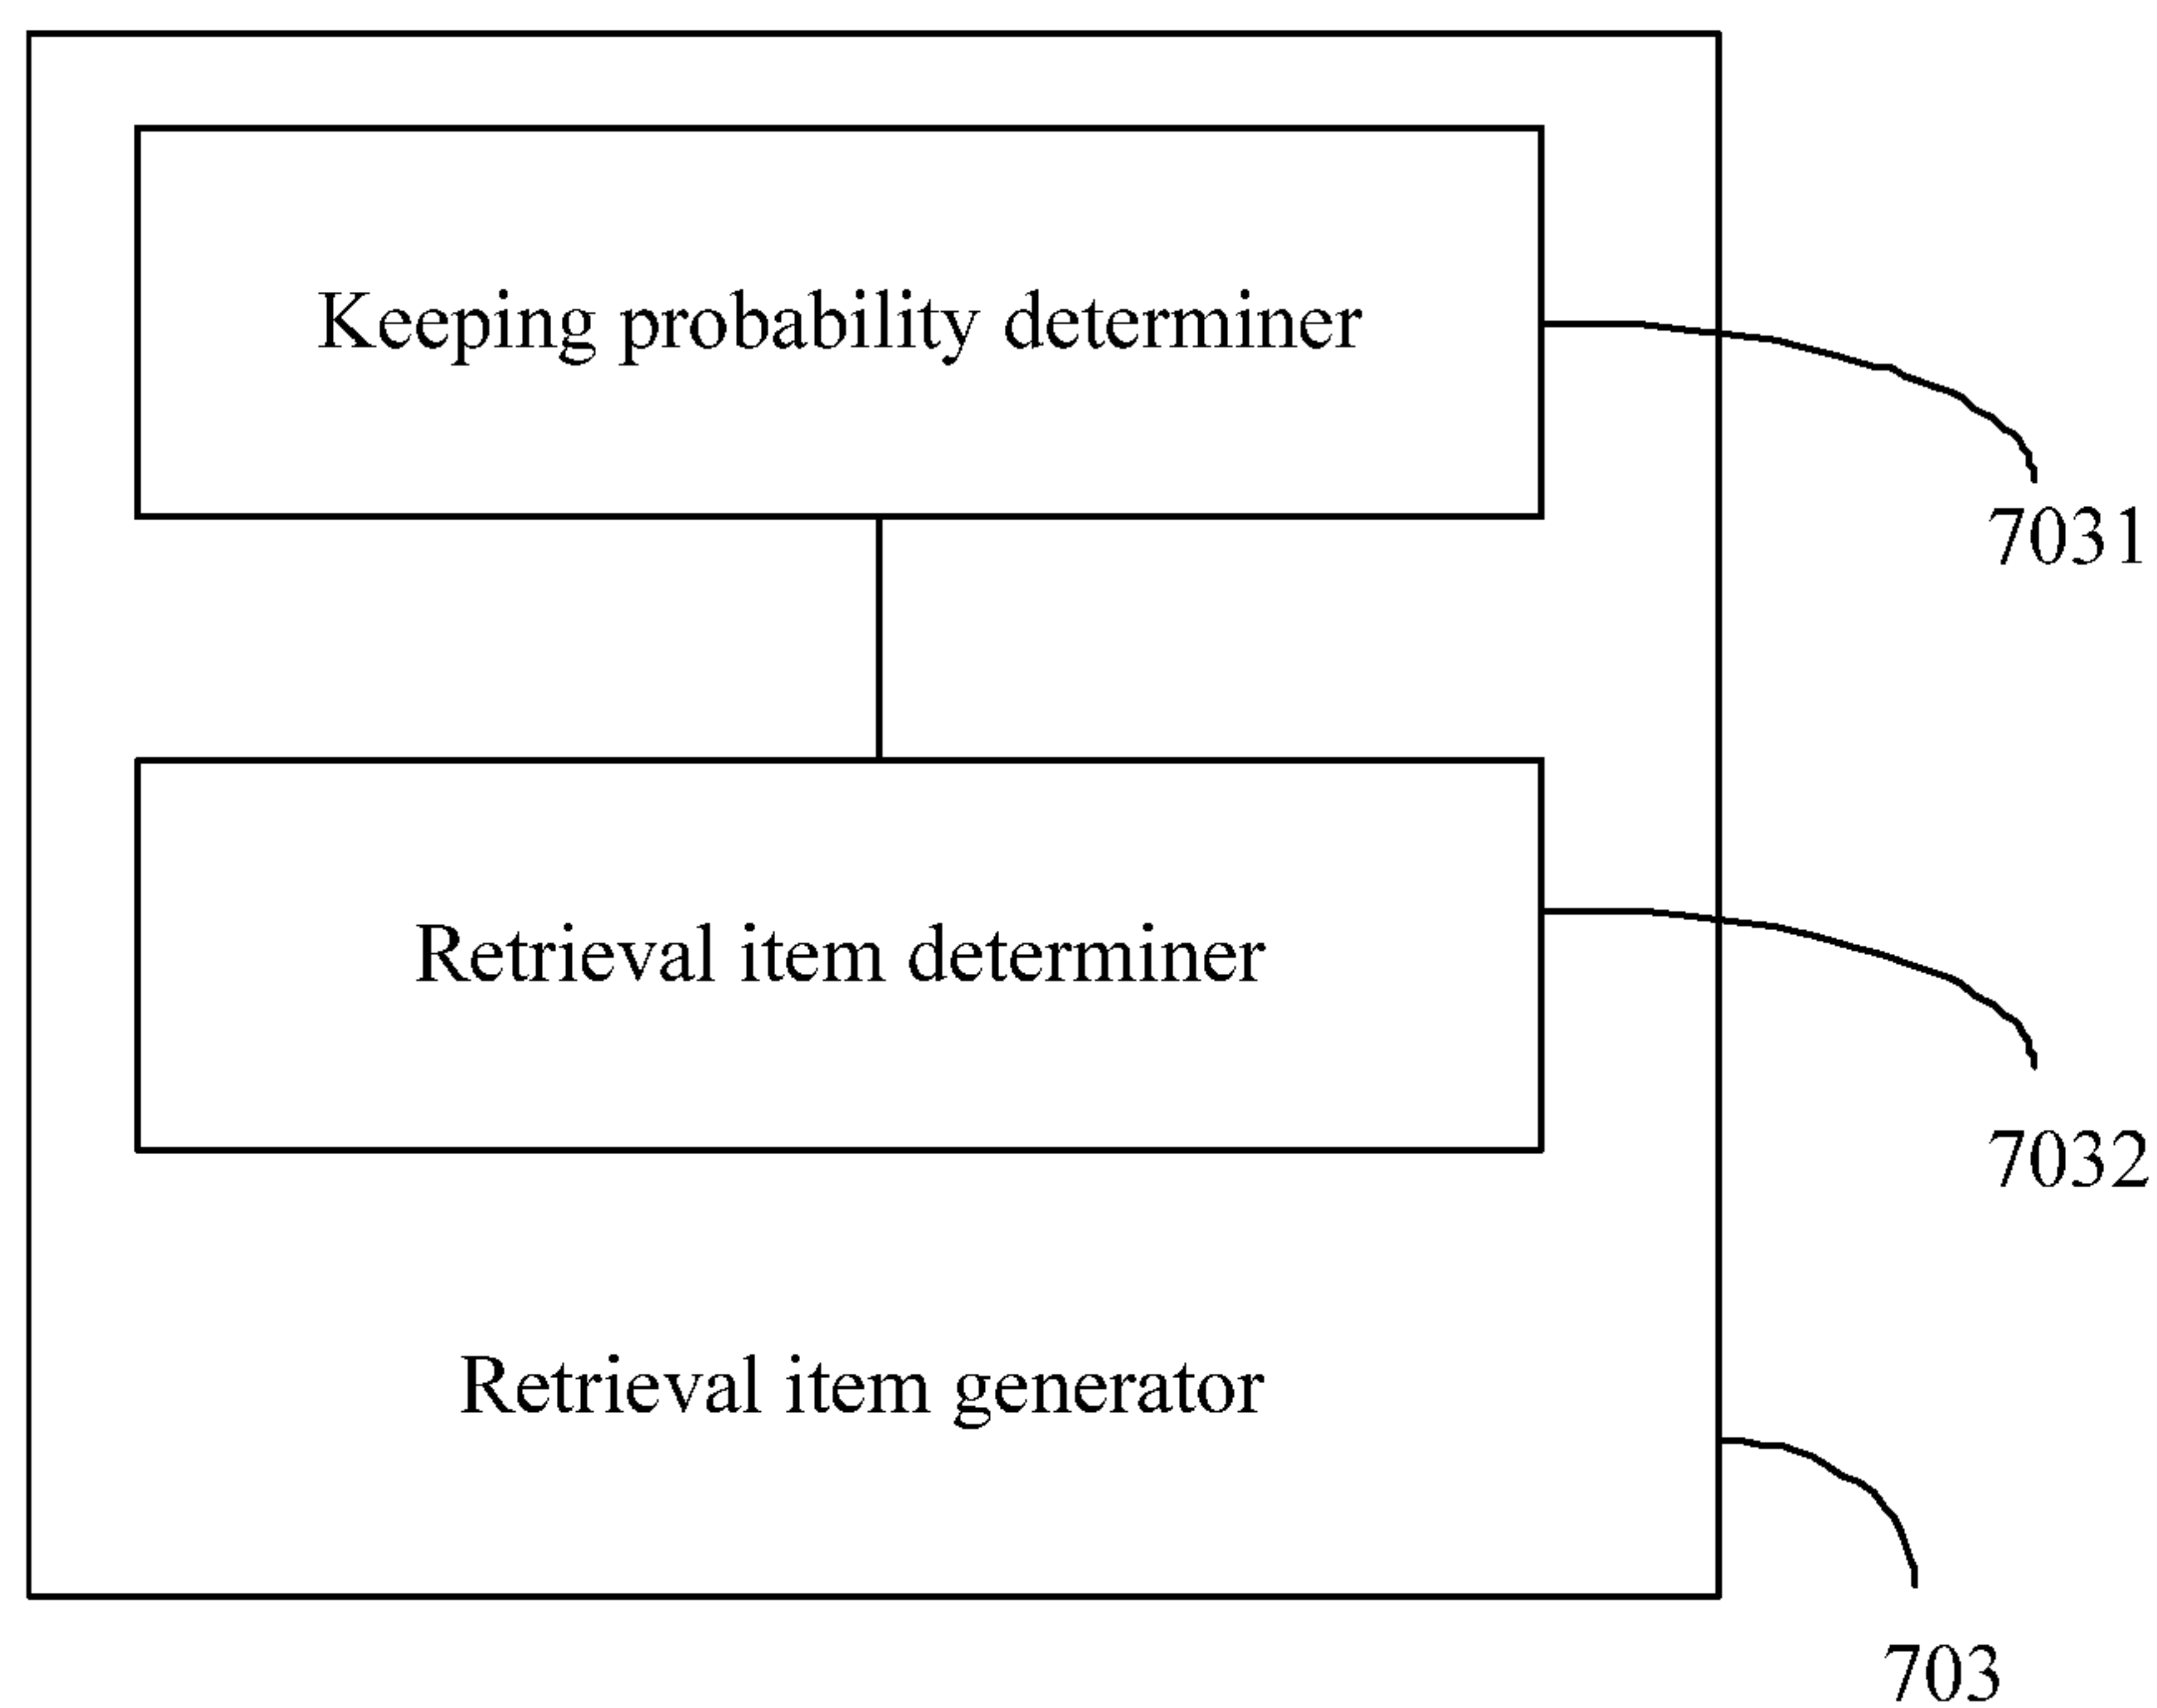 Keeping probability determiner
7031
Retrieval item determiner
7032
Retrieval item generator
703